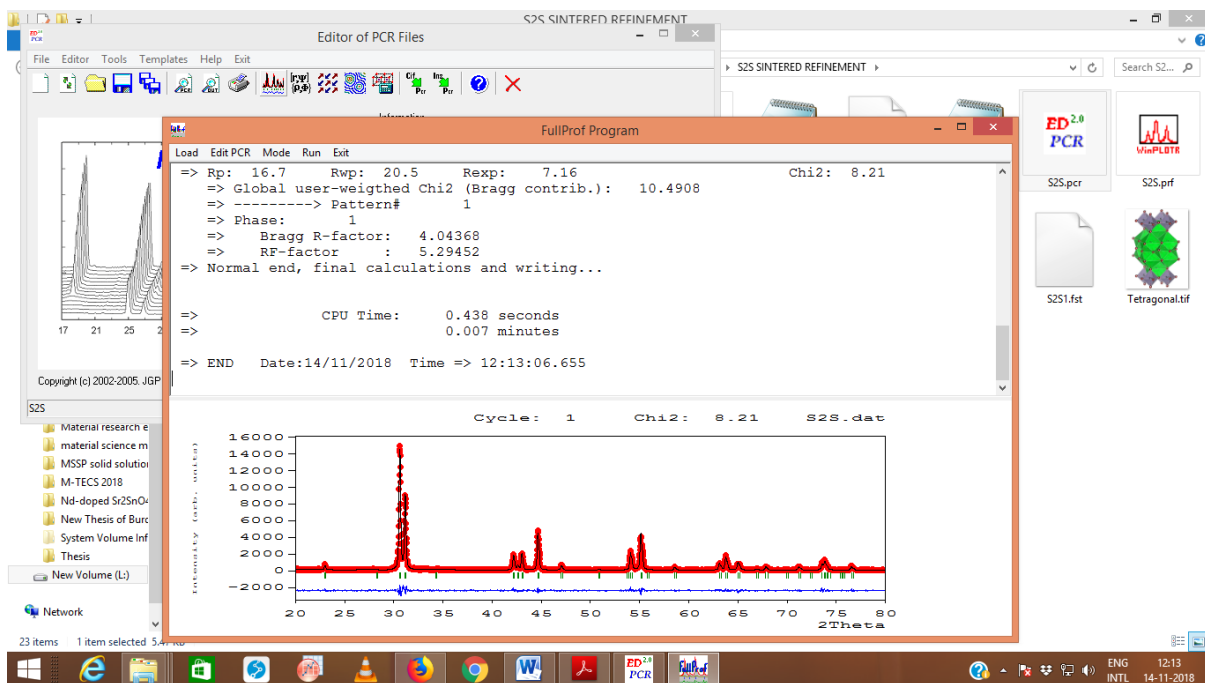 S2S SINTERED REFINEMENT
Editor of PCR Files
File Editor Tools Templates Help Exit
S2S SINTERED REFINEMENT
Search S2...
FullProf Program
Load Edit PCR Mode Run Exit
=> Rp: 16.7 Rwp: 20.5 Rexp: 7.16 Chi2: 8.21
=> Global user-weigthed Chi2 (Bragg contrib.): 10.4908
=> ---------> Pattern# 1
=> Phase: 1
=> Bragg R-factor: 4.04368
=> RF-factor : 5.29452
=> Normal end, final calculations and writing...
=> CPU Time: 0.438 seconds
=> 0.007 minutes
=> END Date:14/11/2018 Time => 12:13:06.655
ED 2.0
PCR
WinPLOTR
S2S.pcr
S2S.prf
S2S1.fst
Tetragonal.tif
17 21 25
Copyright (c) 2002-2005. JGP
S2S
Cycle: 1 Chi2: 8.21 S2S.dat
16000
14000
12000
10000
8000
6000
4000
2000
0
-2000
Intensity (arb. units)
20 25 30 35 40 45 50 55 60 65 70 75 80
2Theta
Material research e
material science m
MSSP solid solution
M-TECS 2018
Nd-doped Sr2SnO4
New Thesis of Burd
System Volume Inf
Thesis
New Volume (L:)
Network
23 items 1 item selected
ED 2.0
PCR
FullProf
ENG
INTL
12:13
14-11-2018